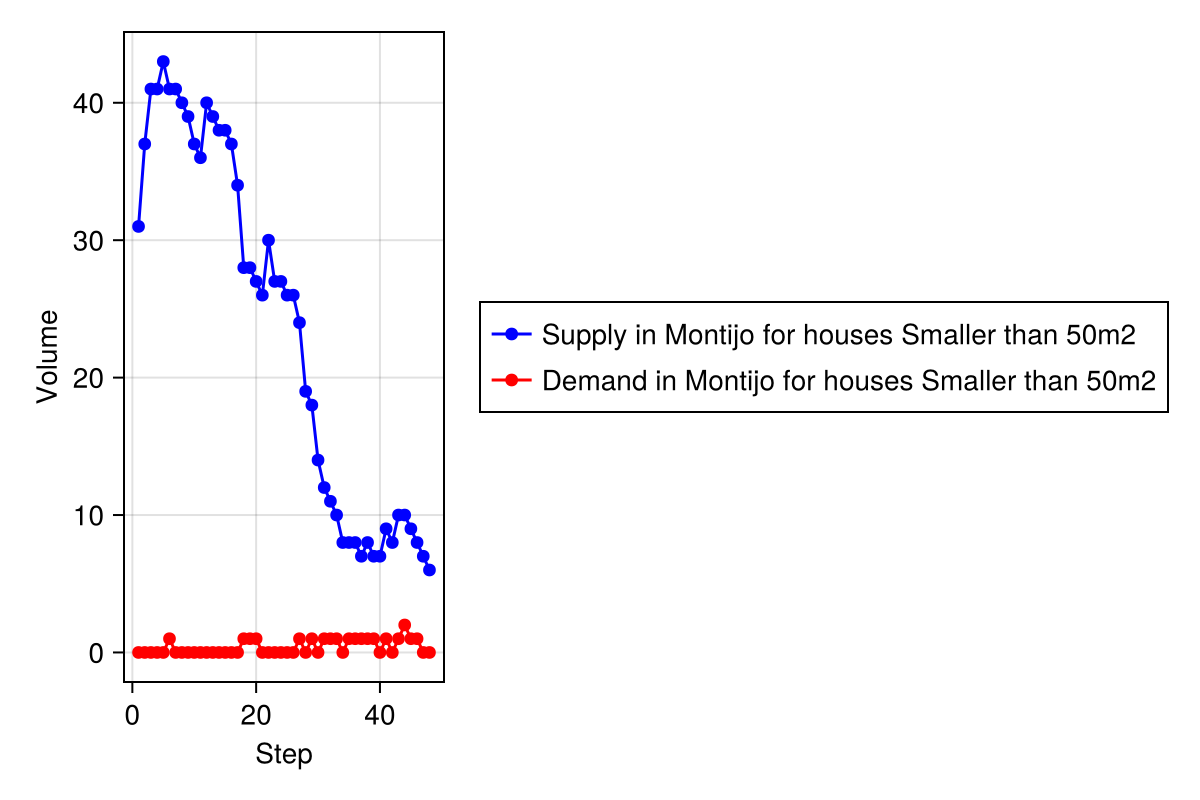 40
30
20
10
0
Volume
0 20 40
Step
Supply in Montijo for houses Smaller than 50m2
Demand in Montijo for houses Smaller than 50m2